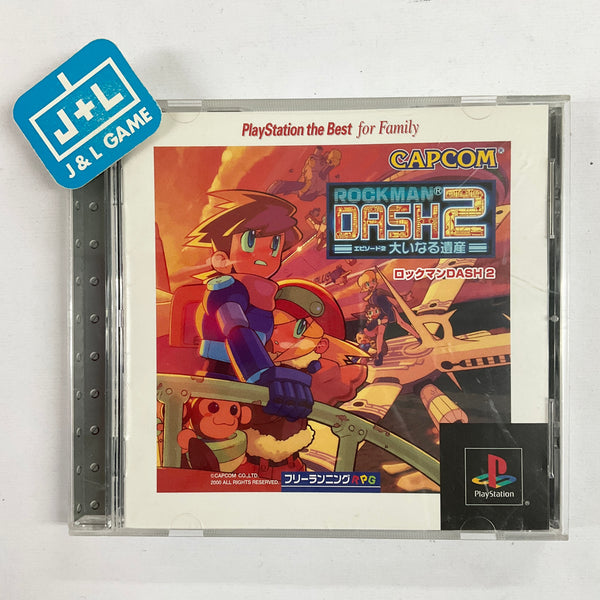 J+L
J & L GAME
PlayStation the Best for Family
CAPCOM®
ROCKMAN®
DASH2
エピソード2 大いなる遺産
ロックマンDASH 2
©CAPCOM CO.,LTD.
2000 ALL RIGHTS RESERVED.
フリーランニングRPG
PlayStation®